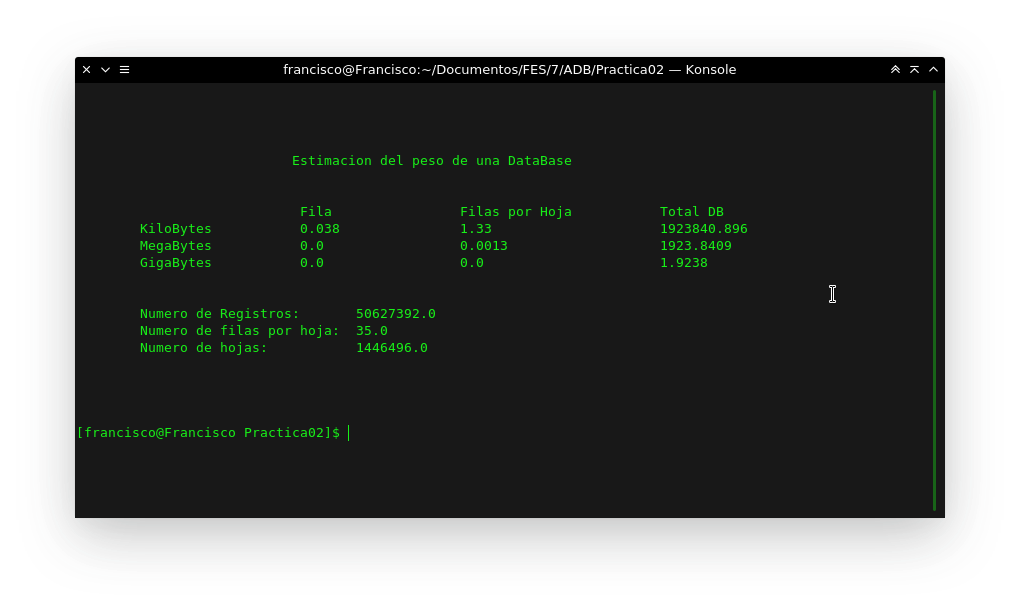 francisco@Francisco:~/Documentos/FES/7/ADB/Practica02 — Konsole
Estimacion del peso de una DataBase
Fila Filas por Hoja Total DB
KiloBytes 0.038 1.33 1923840.896
MegaBytes 0.0 0.0013 1923.8409
GigaBytes 0.0 0.0 1.9238
Numero de Registros: 50627392.0
Numero de filas por hoja: 35.0
Numero de hojas: 1446496.0
[francisco@Francisco Practica02]$